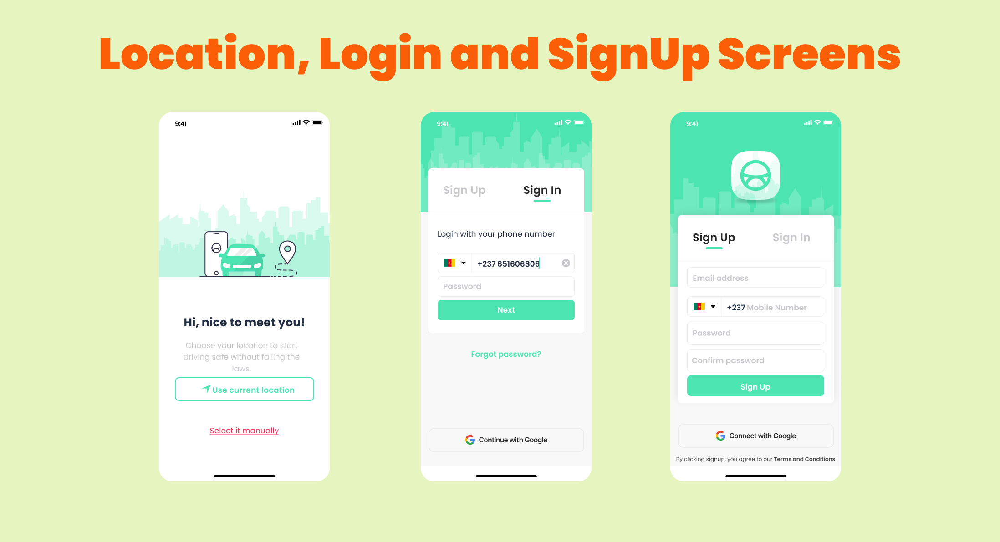 Location, Login and SignUp Screens
9:41
Hi, nice to meet you!
Choose your location to start
driving safe without failing the
laws.
Use current location
Select it manually
9:41
Sign Up Sign In
Login with your phone number
+237 651606806
Password
Next
Forgot password?
Continue with Google
9:41
Sign Up Sign In
Email address
+237 Mobile Number
Password
Confirm password
Sign Up
Connect with Google
By clicking signup, you agree to our Terms and Conditions